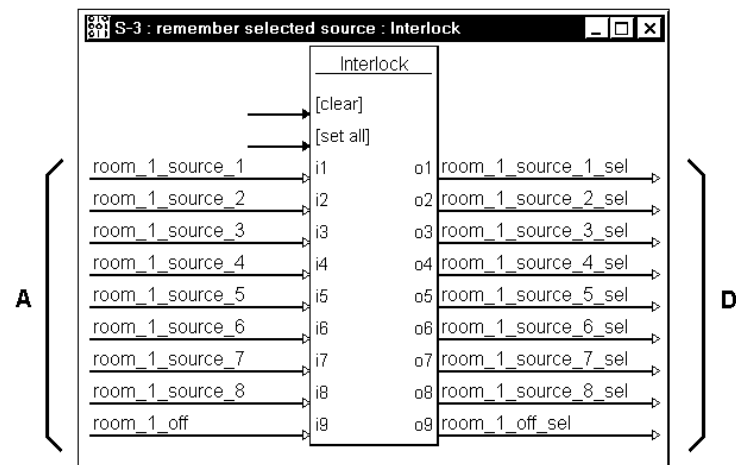 S-3 : remember selected source : Interlock
Interlock
[clear]
[set all]
room_1_source_1 i1 o1 room_1_source_1_sel
room_1_source_2 i2 o2 room_1_source_2_sel
room_1_source_3 i3 o3 room_1_source_3_sel
room_1_source_4 i4 o4 room_1_source_4_sel
A
room_1_source_5 i5 o5 room_1_source_5_sel
D
room_1_source_6 i6 o6 room_1_source_6_sel
room_1_source_7 i7 o7 room_1_source_7_sel
room_1_source_8 i8 o8 room_1_source_8_sel
room_1_off i9 o9 room_1_off_sel